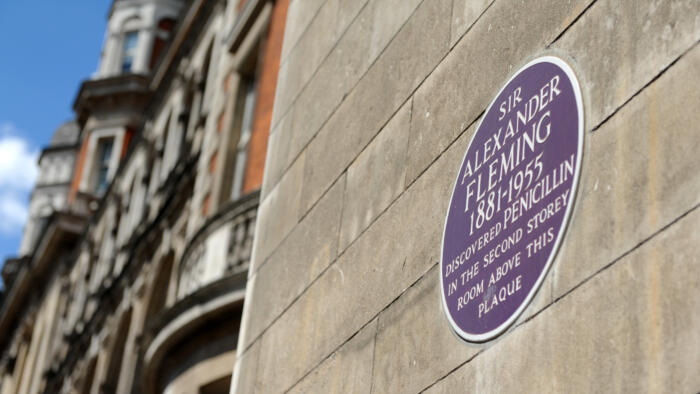 SIR
ALEXANDER
FLEMING
1881-1955
DISCOVERED PENICILLIN
IN THE SECOND STOREY
ROOM ABOVE THIS
PLAQUE